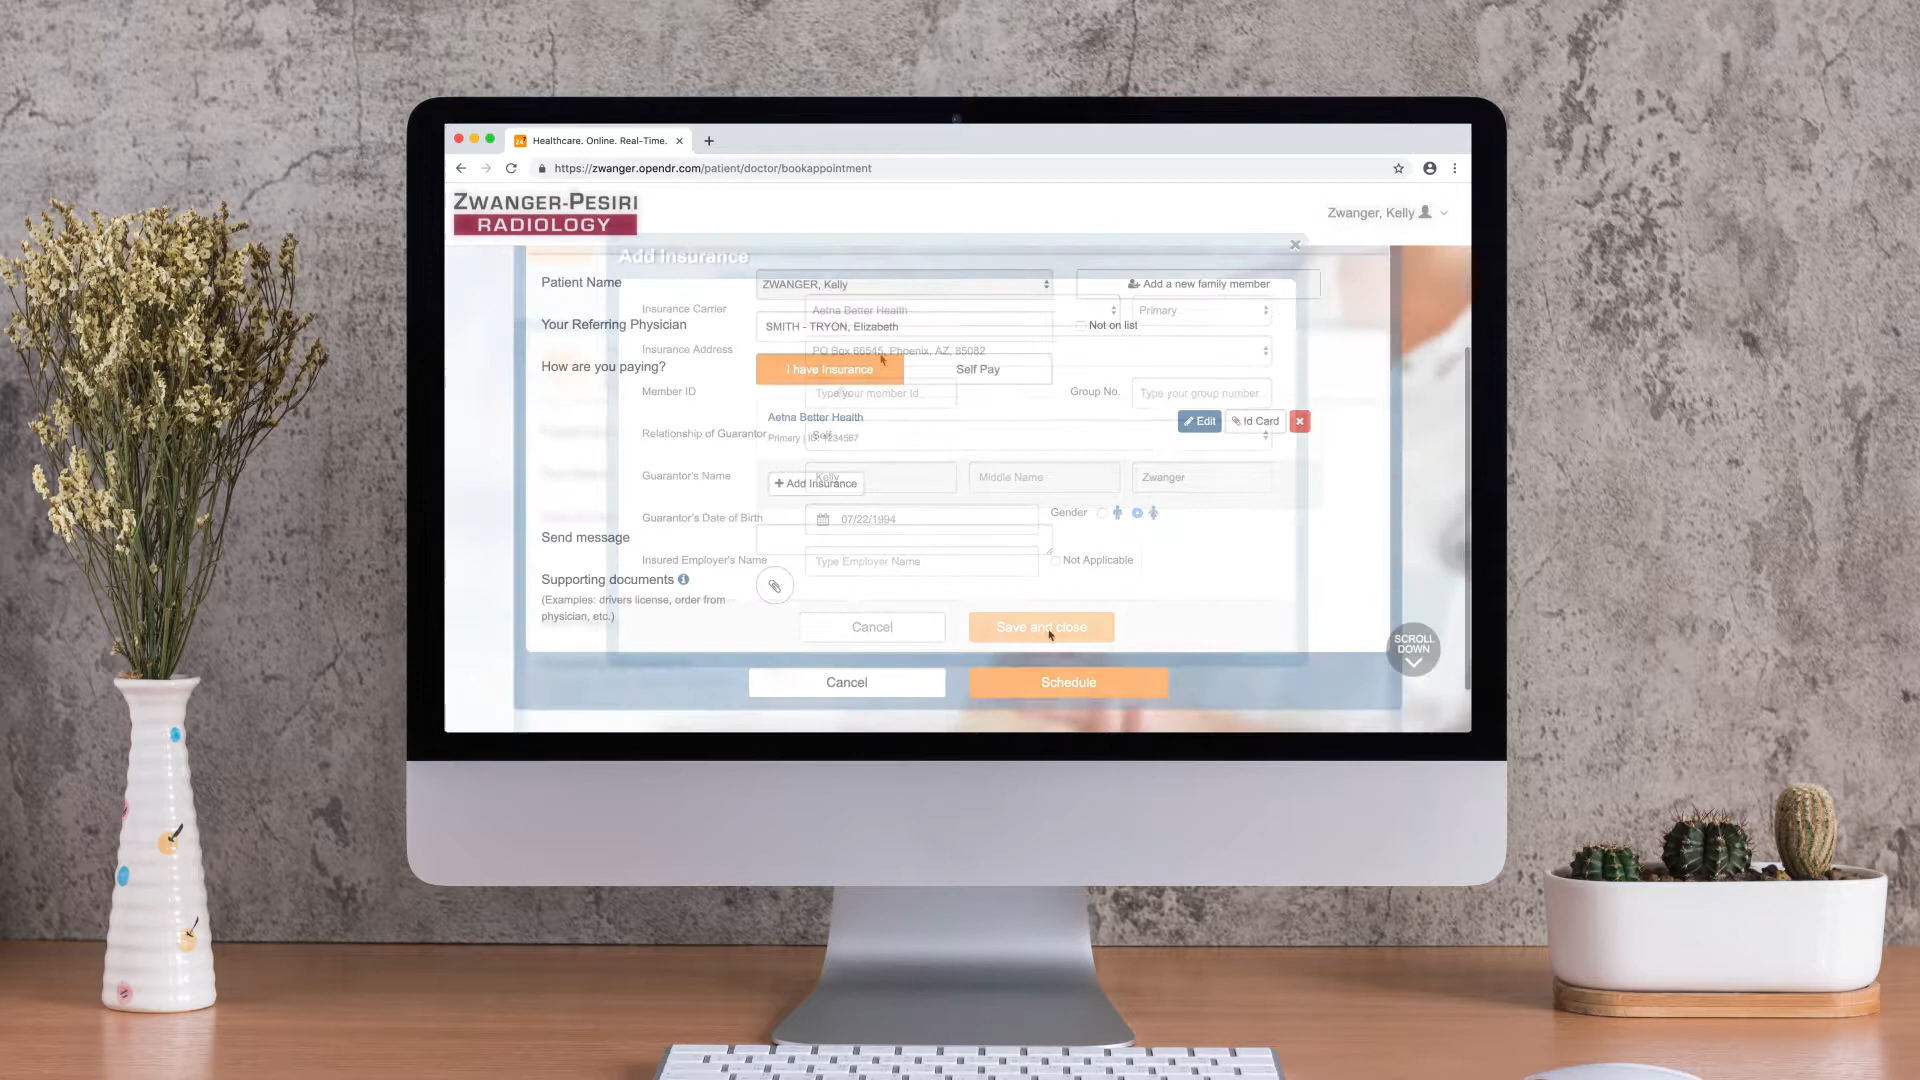 Healthcare. Online. Real-Time.
https://zwanger.opendr.com/patient/doctor/bookappointment
ZWANGER-PESIRI
RADIOLOGY
Zwanger, Kelly
Add Insurance
Patient Name
ZWANGER, Kelly
Add a new family member
Insurance Carrier
Aetna Better Health
Primary
Your Referring Physician
SMITH - TRYON, Elizabeth
Not on list
Insurance Address
PO Box 66545, Phoenix, AZ, 85082
How are you paying?
I have Insurance
Self Pay
Member ID
Type your member Id
Group No.
Type your group number
Aetna Better Health
Edit
Id Card
Relationship of Guarantor
Self
Primary | ID: 1234567
Guarantor's Name
Kelly
Middle Name
Zwanger
+ Add Insurance
Guarantor's Date of Birth
07/22/1994
Gender
Send message
Insured Employer's Name
Type Employer Name
Not Applicable
Supporting documents
(Examples: drivers license, order from
physician, etc.)
Cancel
Save and close
SCROLL
DOWN
Cancel
Schedule